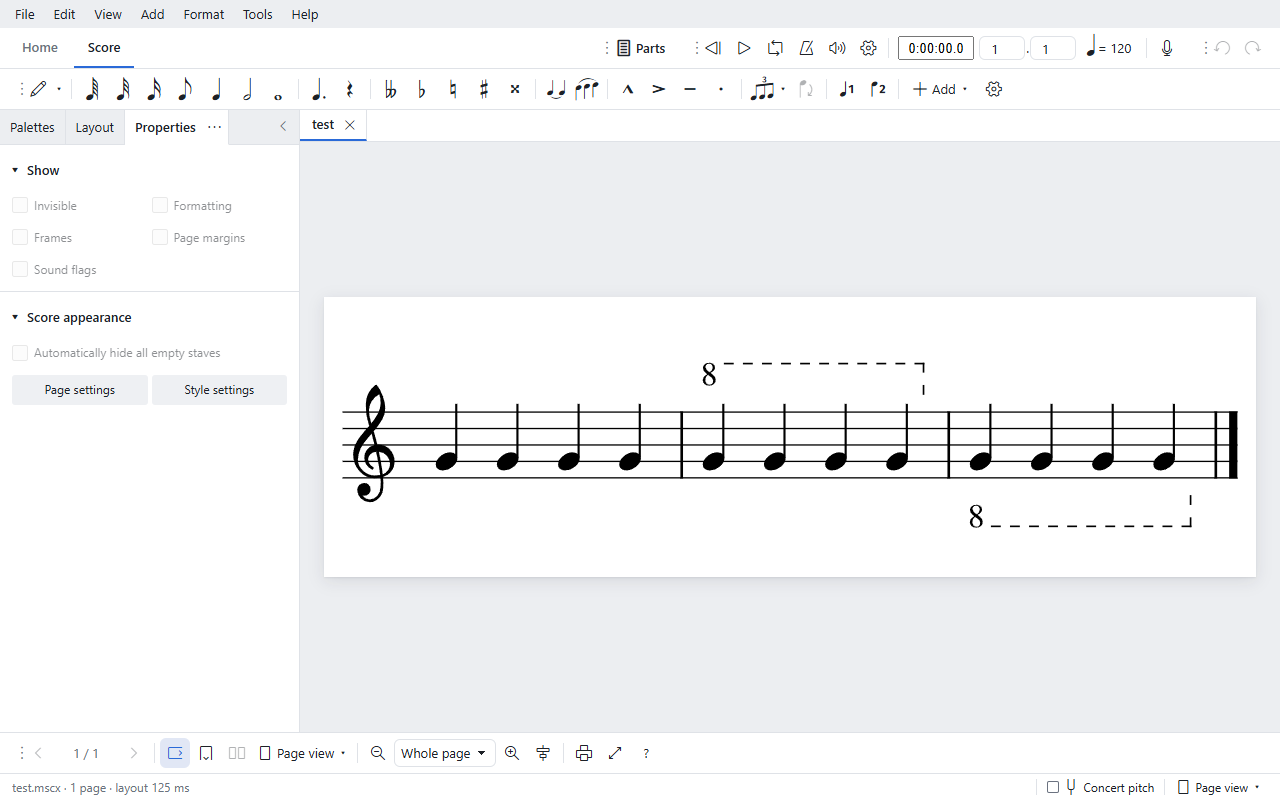 File Edit View Add Format Tools Help
Home Score Parts 0:00:00.0 1 . 1 = 120
3 1 2 Add
Palettes Layout Properties ··· test
Show
Invisible Formatting
Frames Page margins
Sound flags
Score appearance
Automatically hide all empty staves
Page settings Style settings
8
8
1 / 1 Page view Whole page ?
test.mscx · 1 page · layout 125 ms Concert pitch Page view